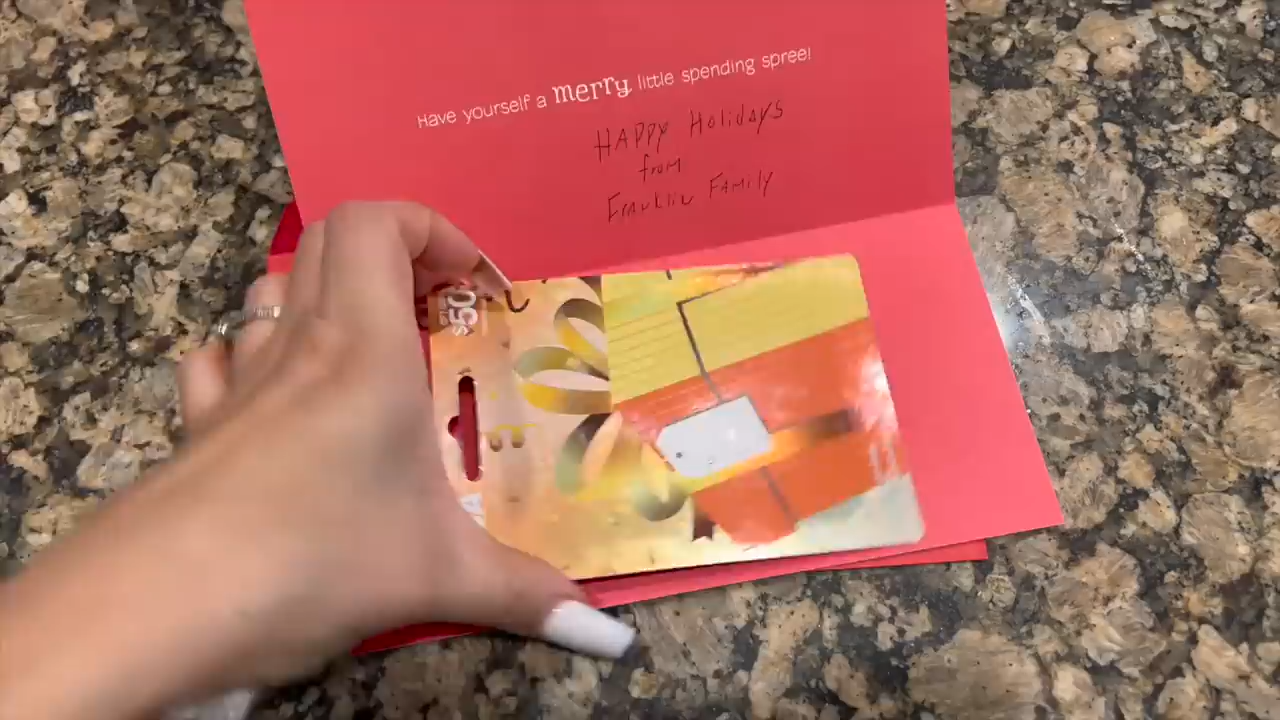 Have yourself a merry little spending spree!
HAPPY Holidays
from
Franklin Family
$50